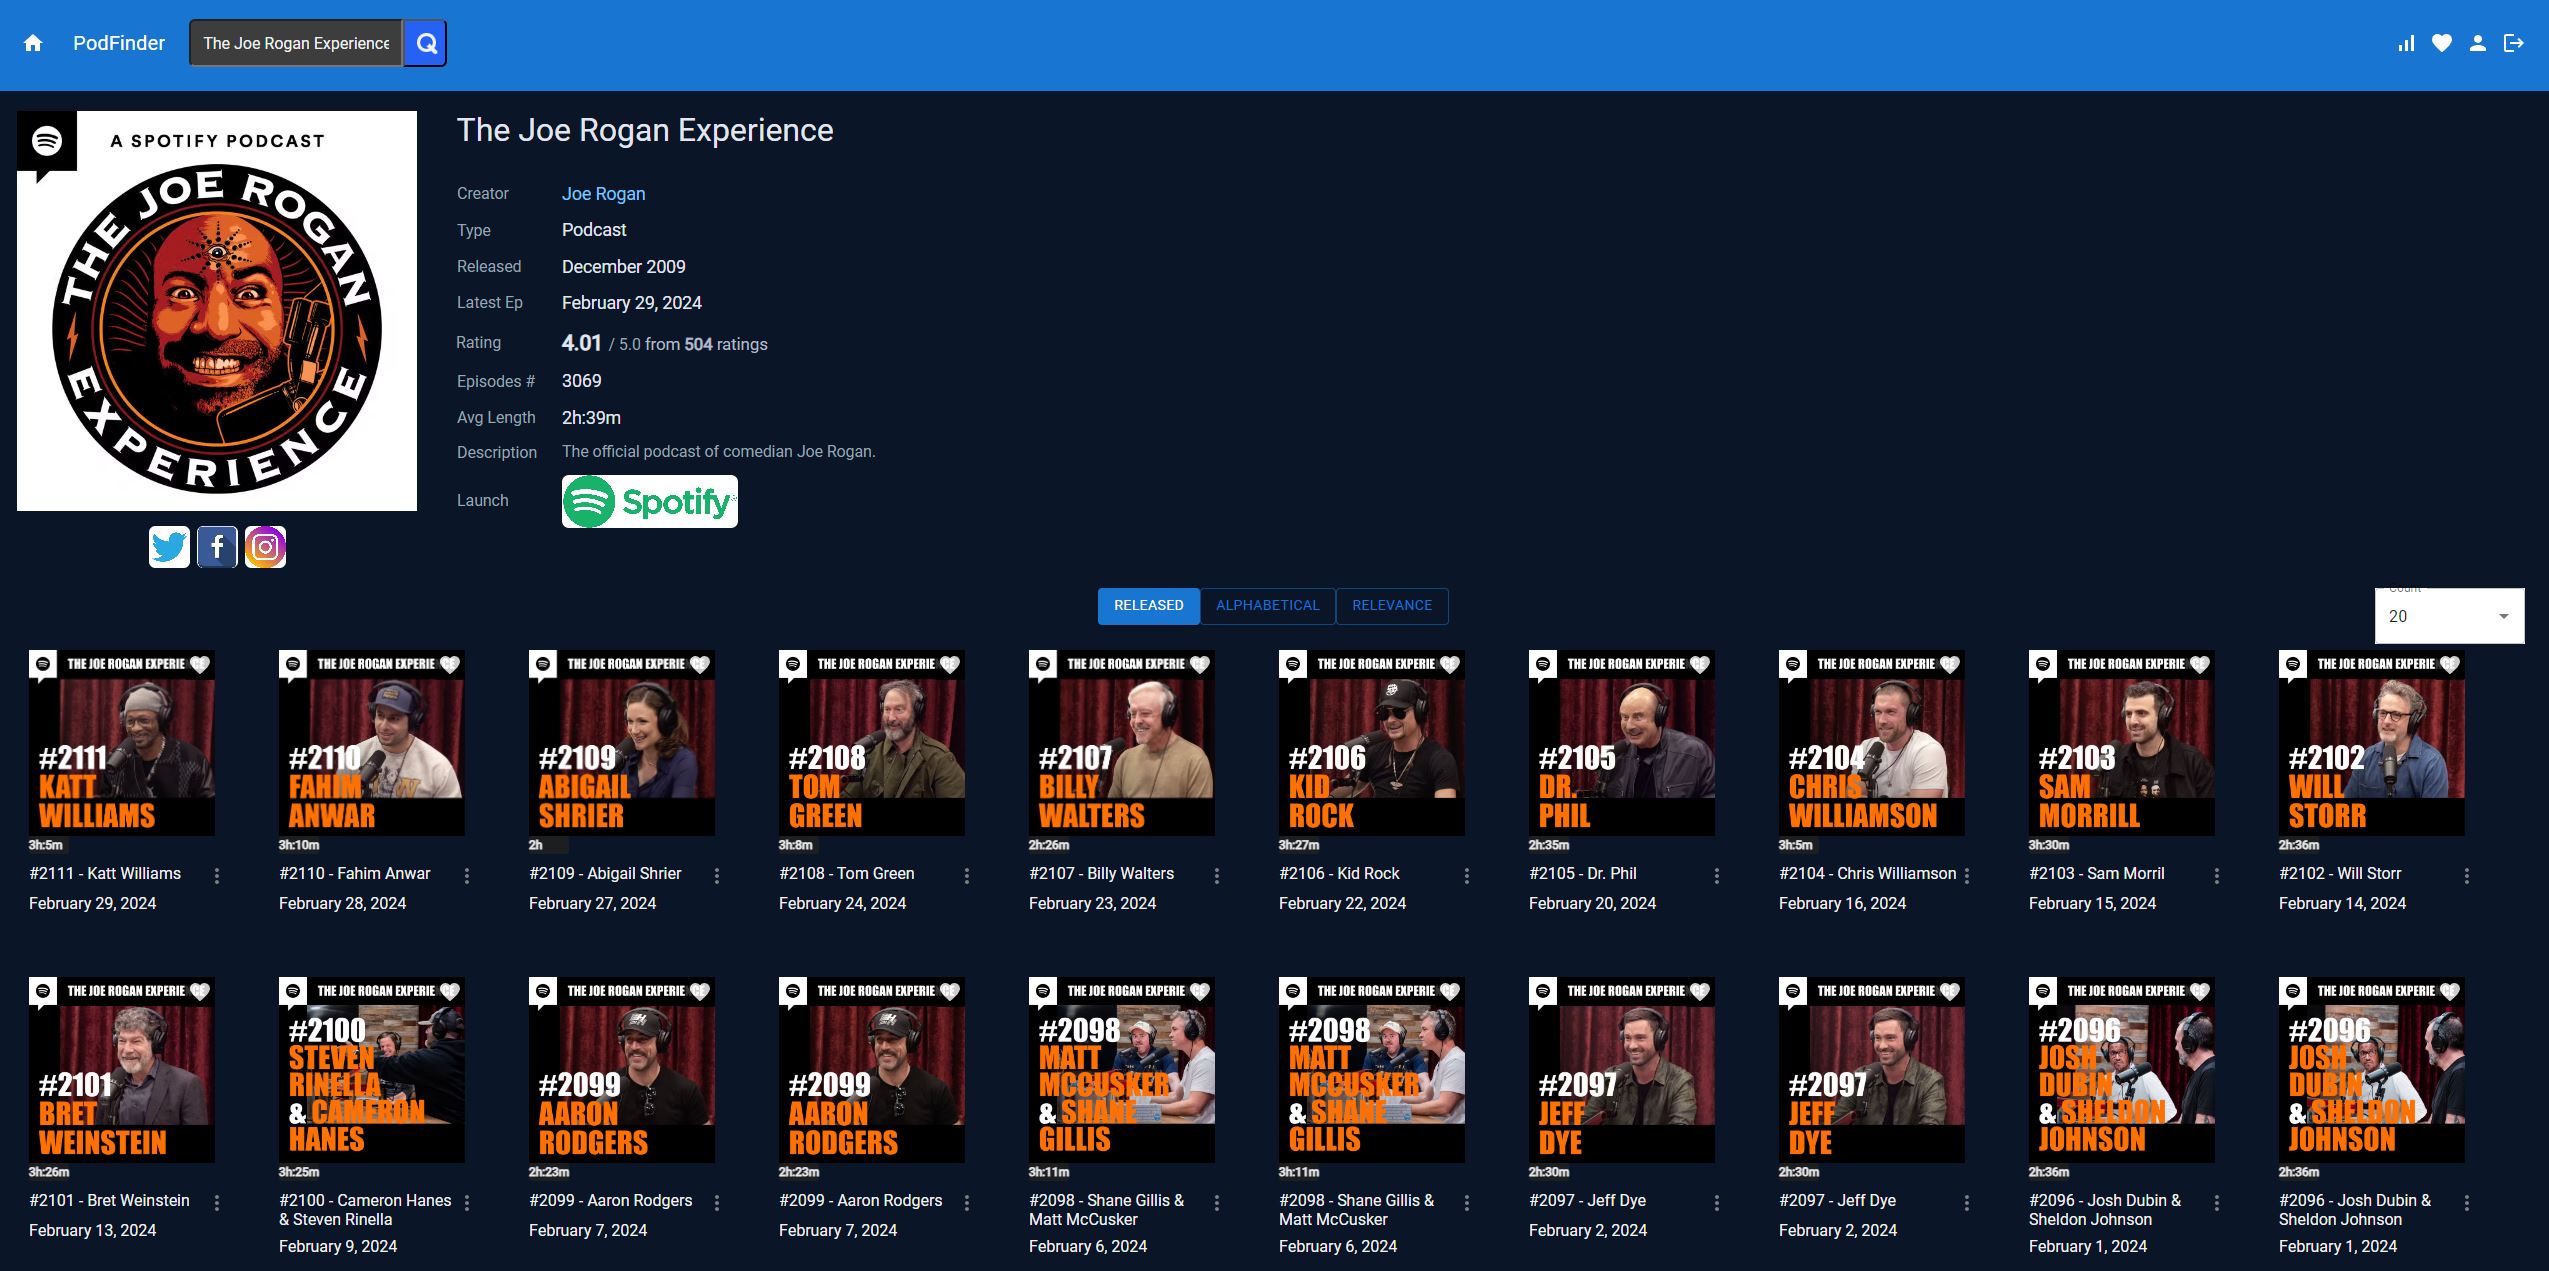 PodFinder
The Joe Rogan Experience
A SPOTIFY PODCAST
THE JOE ROGAN EXPERIENCE
The Joe Rogan Experience
Creator Joe Rogan
Type Podcast
Released December 2009
Latest Ep February 29, 2024
Rating 4.01 / 5.0 from 504 ratings
Episodes # 3069
Avg Length 2h:39m
Description The official podcast of comedian Joe Rogan.
Launch Spotify
RELEASED ALPHABETICAL RELEVANCE
Count
20
THE JOE ROGAN EXPERIE
#2111
KATT
WILLIAMS
3h:5m
#2111 - Katt Williams
February 29, 2024
THE JOE ROGAN EXPERIE
#2110
FAHIM
ANWAR
3h:10m
#2110 - Fahim Anwar
February 28, 2024
THE JOE ROGAN EXPERIE
#2109
ABIGAIL
SHRIER
2h
#2109 - Abigail Shrier
February 27, 2024
THE JOE ROGAN EXPERIE
#2108
TOM
GREEN
3h:8m
#2108 - Tom Green
February 24, 2024
THE JOE ROGAN EXPERIE
#2107
BILLY
WALTERS
2h:26m
#2107 - Billy Walters
February 23, 2024
THE JOE ROGAN EXPERIE
#2106
KID
ROCK
3h:27m
#2106 - Kid Rock
February 22, 2024
THE JOE ROGAN EXPERIE
#2105
DR.
PHIL
2h:35m
#2105 - Dr. Phil
February 20, 2024
THE JOE ROGAN EXPERIE
#2104
CHRIS
WILLIAMSON
3h:5m
#2104 - Chris Williamson
February 16, 2024
THE JOE ROGAN EXPERIE
#2103
SAM
MORRILL
3h:30m
#2103 - Sam Morril
February 15, 2024
THE JOE ROGAN EXPERIE
#2102
WILL
STORR
2h:36m
#2102 - Will Storr
February 14, 2024
THE JOE ROGAN EXPERIE
#2101
BRET
WEINSTEIN
3h:26m
#2101 - Bret Weinstein
February 13, 2024
THE JOE ROGAN EXPERIE
#2100
STEVEN
RINELLA
& CAMERON
HANES
3h:25m
#2100 - Cameron Hanes
& Steven Rinella
February 9, 2024
THE JOE ROGAN EXPERIE
#2099
AARON
RODGERS
2h:23m
#2099 - Aaron Rodgers
February 7, 2024
THE JOE ROGAN EXPERIE
#2099
AARON
RODGERS
2h:23m
#2099 - Aaron Rodgers
February 7, 2024
THE JOE ROGAN EXPERIE
#2098
MATT
MCCUSKER
& SHANE
GILLIS
3h:11m
#2098 - Shane Gillis &
Matt McCusker
February 6, 2024
THE JOE ROGAN EXPERIE
#2098
MATT
MCCUSKER
& SHANE
GILLIS
3h:11m
#2098 - Shane Gillis &
Matt McCusker
February 6, 2024
THE JOE ROGAN EXPERIE
#2097
JEFF
DYE
2h:30m
#2097 - Jeff Dye
February 2, 2024
THE JOE ROGAN EXPERIE
#2097
JEFF
DYE
2h:30m
#2097 - Jeff Dye
February 2, 2024
THE JOE ROGAN EXPERIE
#2096
JOSH
DUBIN
& SHELDON
JOHNSON
2h:36m
#2096 - Josh Dubin &
Sheldon Johnson
February 1, 2024
THE JOE ROGAN EXPERIE
#2096
JOSH
DUBIN
& SHELDON
JOHNSON
2h:36m
#2096 - Josh Dubin &
Sheldon Johnson
February 1, 2024